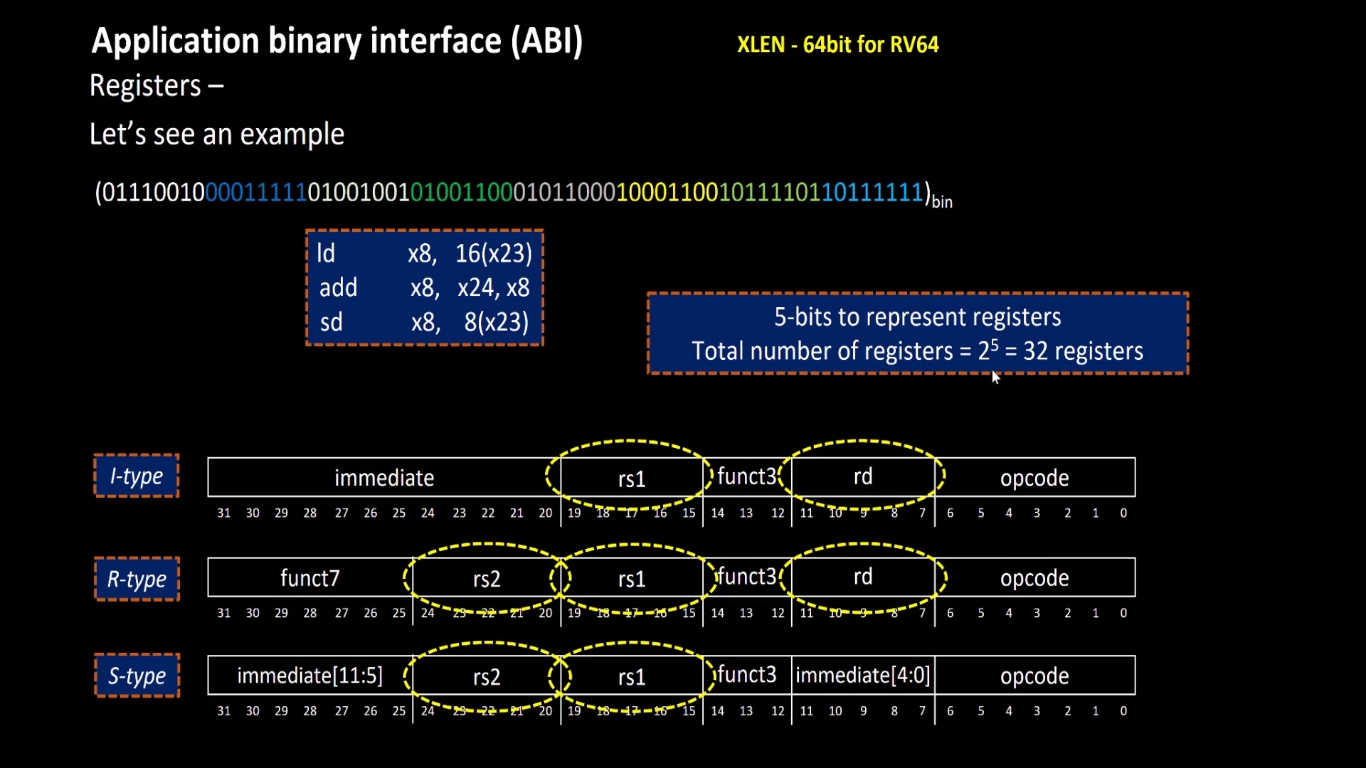 Application binary interface (ABI)
XLEN - 64bit for RV64
Registers –
Let's see an example
(0111001000011111010010010100110001011000100011001011110110111111)bin
ld x8, 16(x23)
add x8, x24, x8
sd x8, 8(x23)
5-bits to represent registers
Total number of registers = 2⁵ = 32 registers
I-type immediate rs1 funct3 rd opcode
31 30 29 28 27 26 25 24 23 22 21 20 19 18 17 16 15 14 13 12 11 10 9 8 7 6 5 4 3 2 1 0
R-type funct7 rs2 rs1 funct3 rd opcode
31 30 29 28 27 26 25 24 23 22 21 20 19 18 17 16 15 14 13 12 11 10 9 8 7 6 5 4 3 2 1 0
S-type immediate[11:5] rs2 rs1 funct3 immediate[4:0] opcode
31 30 29 28 27 26 25 24 23 22 21 20 19 18 17 16 15 14 13 12 11 10 9 8 7 6 5 4 3 2 1 0